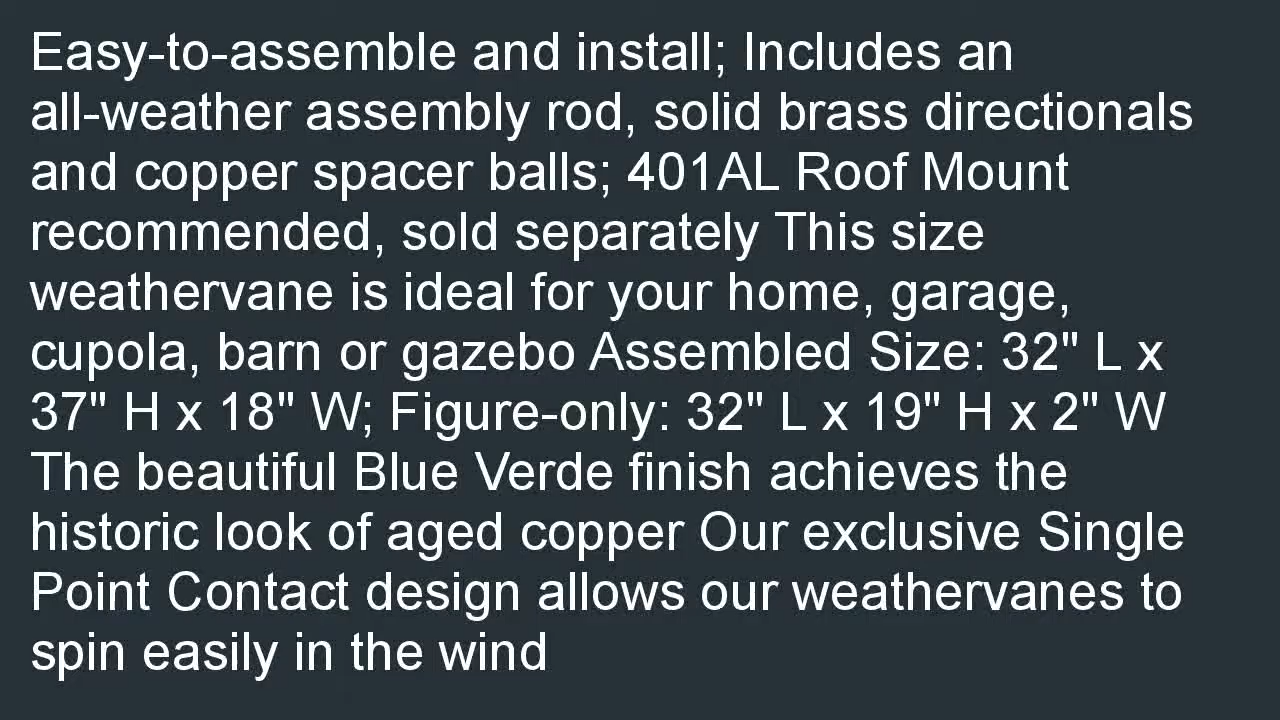 Easy-to-assemble and install; Includes an
all-weather assembly rod, solid brass directionals
and copper spacer balls; 401AL Roof Mount
recommended, sold separately This size
weathervane is ideal for your home, garage,
cupola, barn or gazebo Assembled Size: 32" L x
37" H x 18" W; Figure-only: 32" L x 19" H x 2" W
The beautiful Blue Verde finish achieves the
historic look of aged copper Our exclusive Single
Point Contact design allows our weathervanes to
spin easily in the wind